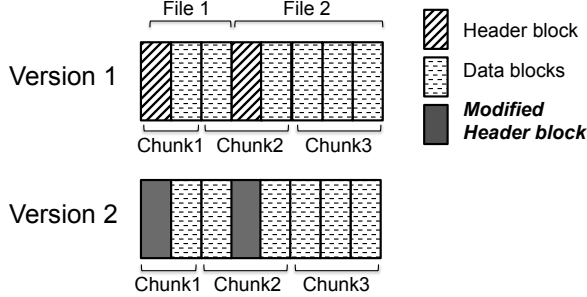 File 1 File 2
Header block
Version 1
Data blocks
Modified
Header block
Chunk1 Chunk2 Chunk3
Version 2
Chunk1 Chunk2 Chunk3